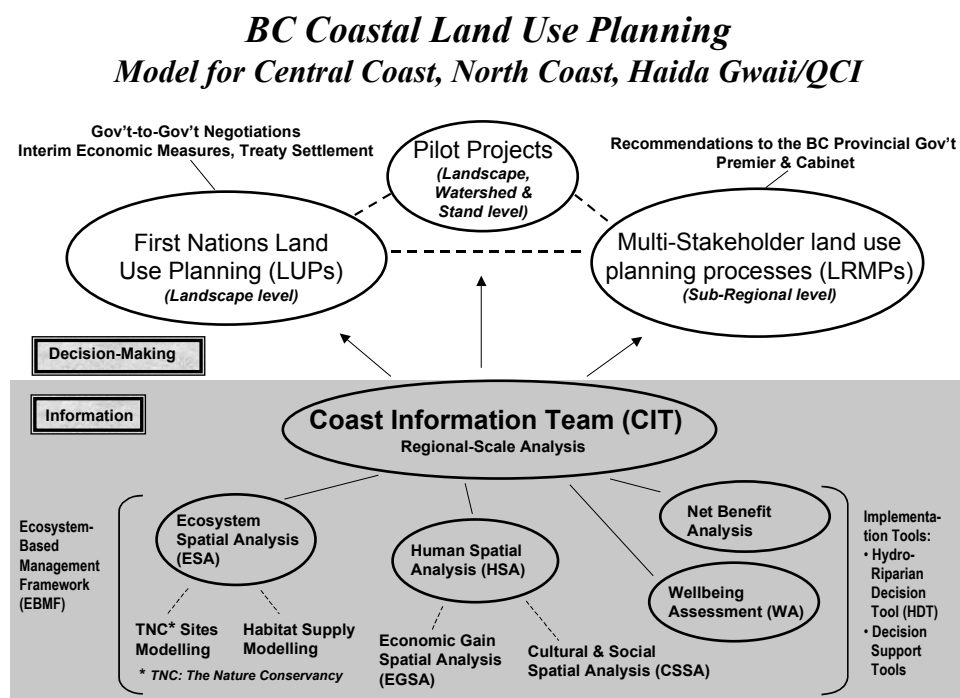 BC Coastal Land Use Planning
Model for Central Coast, North Coast, Haida Gwaii/QCI
Gov't-to-Gov't Negotiations
Interim Economic Measures, Treaty Settlement
Pilot Projects
(Landscape,
Watershed &
Stand level)
Recommendations to the BC Provincial Gov't
Premier & Cabinet
First Nations Land
Use Planning (LUPs)
(Landscape level)
Multi-Stakeholder land use
planning processes (LRMPs)
(Sub-Regional level)
Decision-Making
Information
Coast Information Team (CIT)
Regional-Scale Analysis
Ecosystem-
Based
Management
Framework
(EBMF)
Ecosystem
Spatial Analysis
(ESA)
TNC* Sites
Modelling
Habitat Supply
Modelling
* TNC: The Nature Conservancy
Human Spatial
Analysis (HSA)
Economic Gain
Spatial Analysis
(EGSA)
Cultural & Social
Spatial Analysis (CSSA)
Net Benefit
Analysis
Wellbeing
Assessment (WA)
Implementa-
tion Tools:
• Hydro-
Riparian
Decision
Tool (HDT)
• Decision
Support
Tools